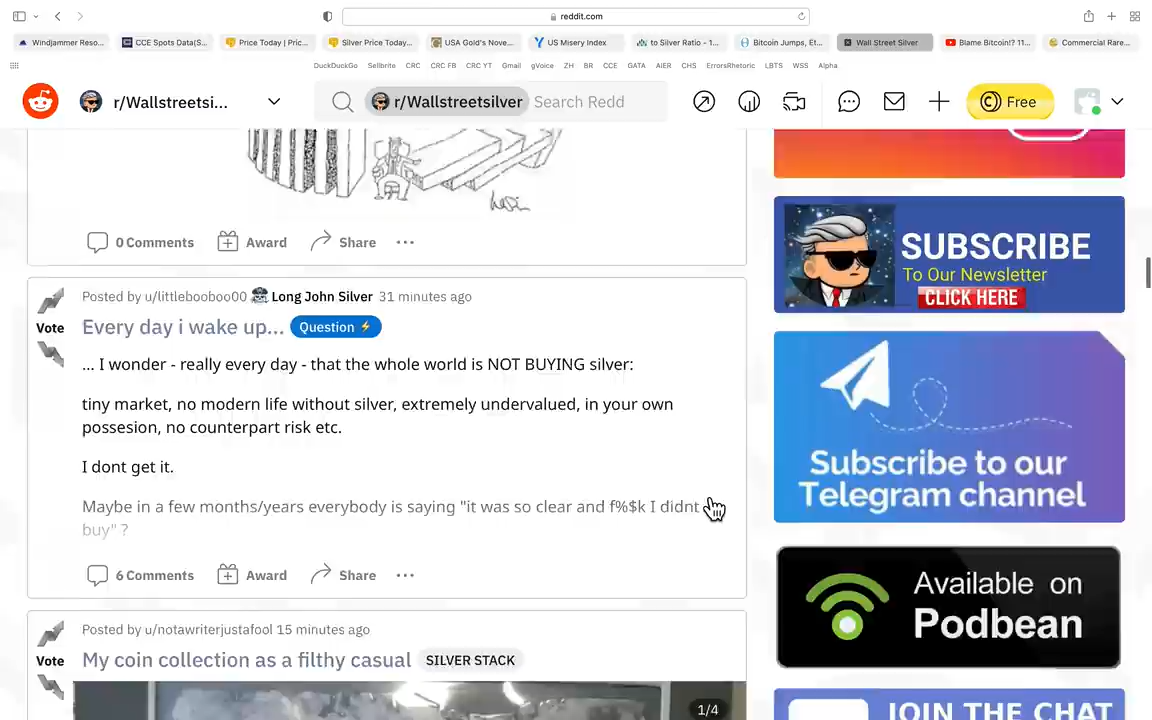 reddit.com
Windjammer Reso...
CCE Spots Data(S...
Price Today | Pric...
Silver Price Today...
USA Gold's Nove...
US Misery Index
to Silver Ratio - 1...
Bitcoin Jumps, Et...
Wall Street Silver
Blame Bitcoin!? 11...
Commercial Rare...
DuckDuckGo Sellbrite CRC CRC FB CRC YT Gmail gVoice ZH BR CCE GATA AIER CHS ErrorsRhetoric LBTS WSS Alpha
r/Wallstreetsi...
r/Wallstreetsilver Search Redd
Free
0 Comments Award Share ...
Posted by u/littlebooboo00 Long John Silver 31 minutes ago
Vote
Every day i wake up... Question
... I wonder - really every day - that the whole world is NOT BUYING silver:
tiny market, no modern life without silver, extremely undervalued, in your own
possesion, no counterpart risk etc.
I dont get it.
Maybe in a few months/years everybody is saying "it was so clear and f%$k I didnt
buy" ?
6 Comments Award Share ...
Posted by u/notawriterjustafool 15 minutes ago
Vote
My coin collection as a filthy casual SILVER STACK
1/4
SUBSCRIBE
To Our Newsletter
CLICK HERE
Subscribe to our
Telegram channel
Available on
Podbean
JOIN THE CHAT